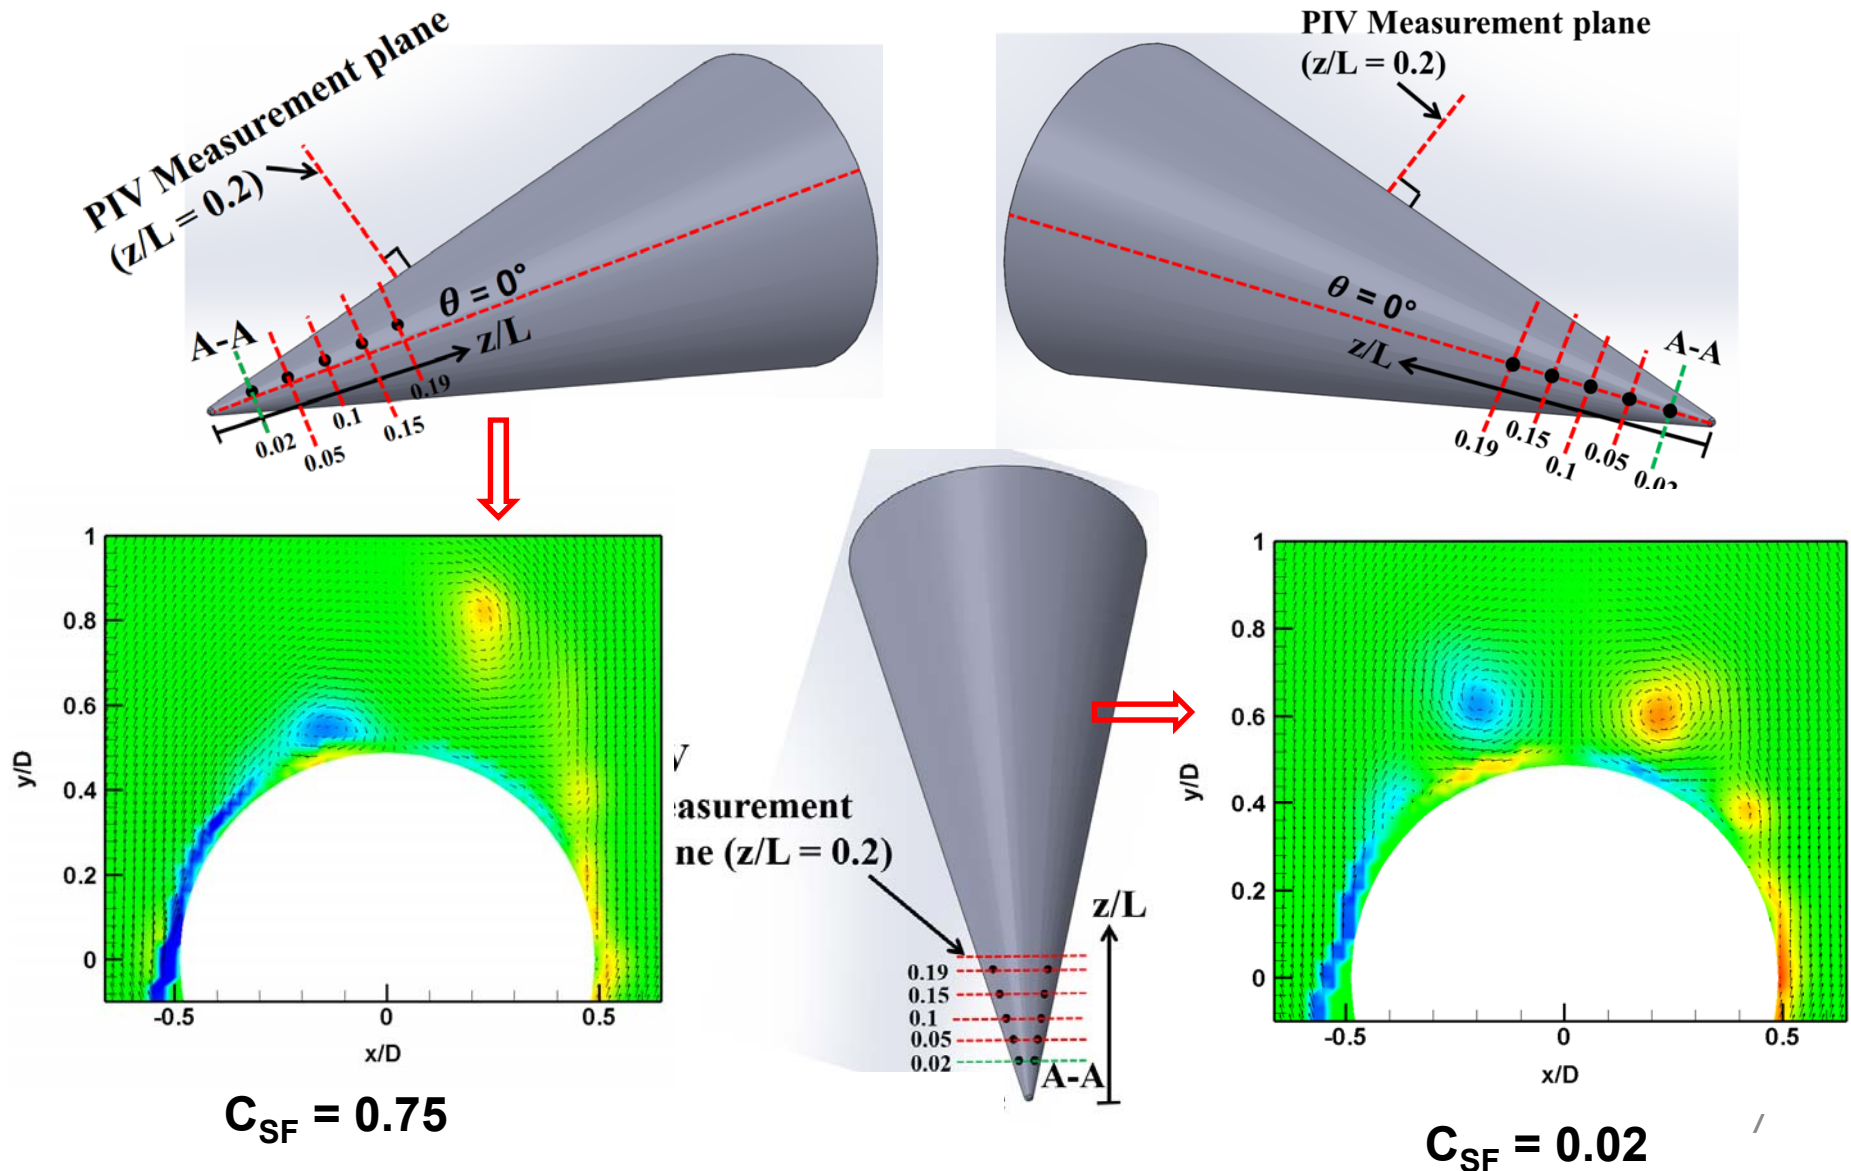 PIV Measurement plane
(z/L = 0.2)
A-A
θ = 0°
z/L
0.02
0.05
0.1
0.15
0.19
PIV Measurement plane
(z/L = 0.2)
θ = 0°
z/L
A-A
0.19
0.15
0.1
0.05
0.02
1
0.8
0.6
0.4
0.2
0
y/D
-0.5
0
0.5
x/D
C_SF = 0.75
V
easurement
ne (z/L = 0.2)
z/L
0.19
0.15
0.1
0.05
0.02
A-A
1
0.8
0.6
0.4
0.2
0
y/D
-0.5
0
0.5
x/D
C_SF = 0.02